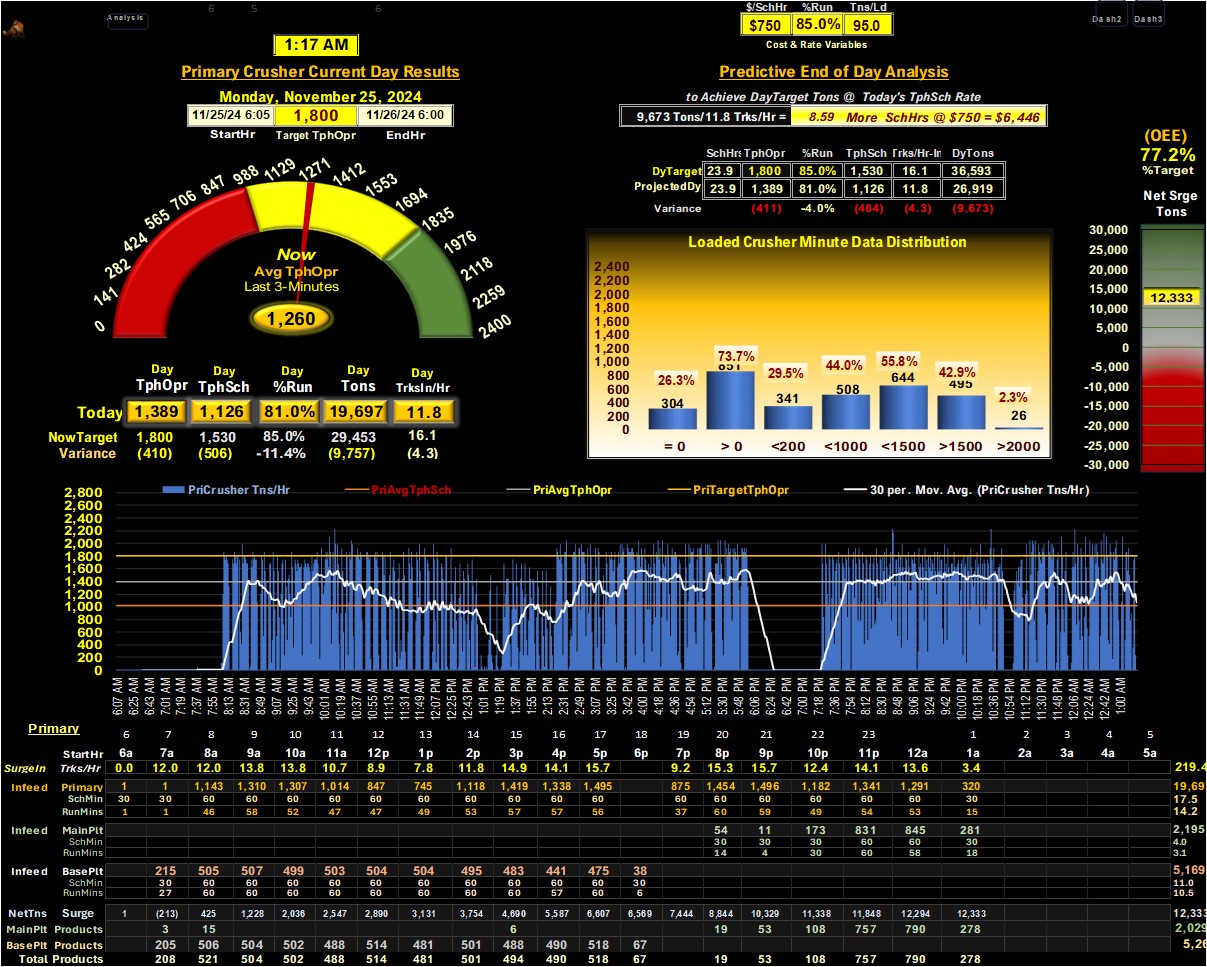 6 5 6
Analysis
Dash2 Dash3
$/SchHr %Run Tns/Ld
$750 85.0% 95.0
Cost & Rate Variables
1:17 AM
Primary Crusher Current Day Results
Monday, November 25, 2024
11/25/24 6:05 1,800 11/26/24 6:00
StartHr Target TphOpr EndHr
0 141 282 424 565 706 847 988 1129 1271 1412 1553 1694 1835 1976 2118 2259 2400
Now
Avg TphOpr
Last 3-Minutes
1,260
Day Day Day Day Day
TphOpr TphSch %Run Tons TrksIn/Hr
Today 1,389 1,126 81.0% 19,697 11.8
NowTarget 1,800 1,530 85.0% 29,453 16.1
Variance (410) (506) -11.4% (9,757) (4.3)
Predictive End of Day Analysis
to Achieve DayTarget Tons @ Today's TphSch Rate
9,673 Tons/11.8 Trks/Hr = 8.59 More SchHrs @ $750 = $6,446
SchHrs TphOpr %Run TphSch Trks/Hr-In DyTons
DyTarget 23.9 1,800 85.0% 1,530 16.1 36,593
ProjectedDy 23.9 1,389 81.0% 1,126 11.8 26,919
Variance (411) -4.0% (404) (4.3) (9,673)
Loaded Crusher Minute Data Distribution
2,400
2,200
2,000
1,800
1,600
1,400
1,200
1,000
800
600
400
200
0
26.3% 73.7% 29.5% 44.0% 55.8% 42.9% 2.3%
304 851 341 508 644 495 26
= 0 > 0 <200 <1000 <1500 >1500 >2000
(OEE)
77.2%
%Target
Net Srge
Tons
30,000
25,000
20,000
15,000
12,333
10,000
5,000
0
-5,000
-10,000
-15,000
-20,000
-25,000
-30,000
PriCrusher Tns/Hr PriAvgTphSch PriAvgTphOpr PriTargetTphOpr 30 per. Mov. Avg. (PriCrusher Tns/Hr)
2,800
2,600
2,400
2,200
2,000
1,800
1,600
1,400
1,200
1,000
800
600
400
200
0
6:07 AM 6:25 AM 6:43 AM 7:01 AM 7:19 AM 7:37 AM 7:55 AM 8:13 AM 8:31 AM 8:49 AM 9:07 AM 9:25 AM 9:43 AM 10:01 AM 10:19 AM 10:37 AM 10:55 AM 11:13 AM 11:31 AM 11:49 AM 12:07 PM 12:25 PM 12:43 PM 1:01 PM 1:19 PM 1:37 PM 1:55 PM 2:13 PM 2:31 PM 2:49 PM 3:07 PM 3:25 PM 3:42 PM 4:00 PM 4:18 PM 4:36 PM 4:54 PM 5:12 PM 5:30 PM 5:48 PM 6:06 PM 6:24 PM 6:42 PM 7:00 PM 7:18 PM 7:36 PM 7:54 PM 8:12 PM 8:30 PM 8:48 PM 9:06 PM 9:24 PM 9:42 PM 10:00 PM 10:18 PM 10:36 PM 10:54 PM 11:12 PM 11:30 PM 11:48 PM 12:06 AM 12:24 AM 12:42 AM 1:00 AM
Primary 6 7 8 9 10 11 12 13 14 15 16 17 18 19 20 21 22 23 1 2 3 4 5
StartHr 6a 7a 8a 9a 10a 11a 12p 1p 2p 3p 4p 5p 6p 7p 8p 9p 10p 11p 12a 1a 2a 3a 4a 5a
SurgeIn Trks/Hr 0.0 12.0 12.0 13.8 13.8 10.7 8.9 7.8 11.8 14.9 14.1 15.7 9.2 15.3 15.7 12.4 14.1 13.6 3.4 219.4
Infeed Primary 1 1 1,143 1,310 1,307 1,014 847 745 1,118 1,419 1,338 1,495 875 1,454 1,496 1,182 1,341 1,291 320 19,69
SchMin 30 30 60 60 60 60 60 60 60 60 60 60 60 60 60 60 60 60 30 17.5
RunMins 1 1 46 58 52 47 47 49 53 57 57 56 37 60 59 49 54 53 15 14.2
Infeed MainPlt 54 11 173 831 845 281 2,195
SchMin 30 30 30 60 60 30 4.0
RunMins 14 4 30 60 58 18 3.1
Infeed BasePlt 215 505 507 499 503 504 504 495 483 441 475 38 5,169
SchMin 30 60 60 60 60 60 60 60 60 60 60 30 11.0
RunMins 27 60 60 60 60 60 60 60 60 57 60 6 10.5
NetTns Surge 1 (213) 425 1,228 2,036 2,547 2,890 3,131 3,754 4,690 5,587 6,607 6,569 7,444 8,844 10,329 11,338 11,848 12,294 12,333 12,333
MainPlt Products 3 15 6 19 53 108 757 790 278 2,029
BasePlt Products 205 506 504 502 488 514 481 501 488 490 518 67 5,26
Total Products 208 521 504 502 488 514 481 501 494 490 518 67 19 53 108 757 790 278